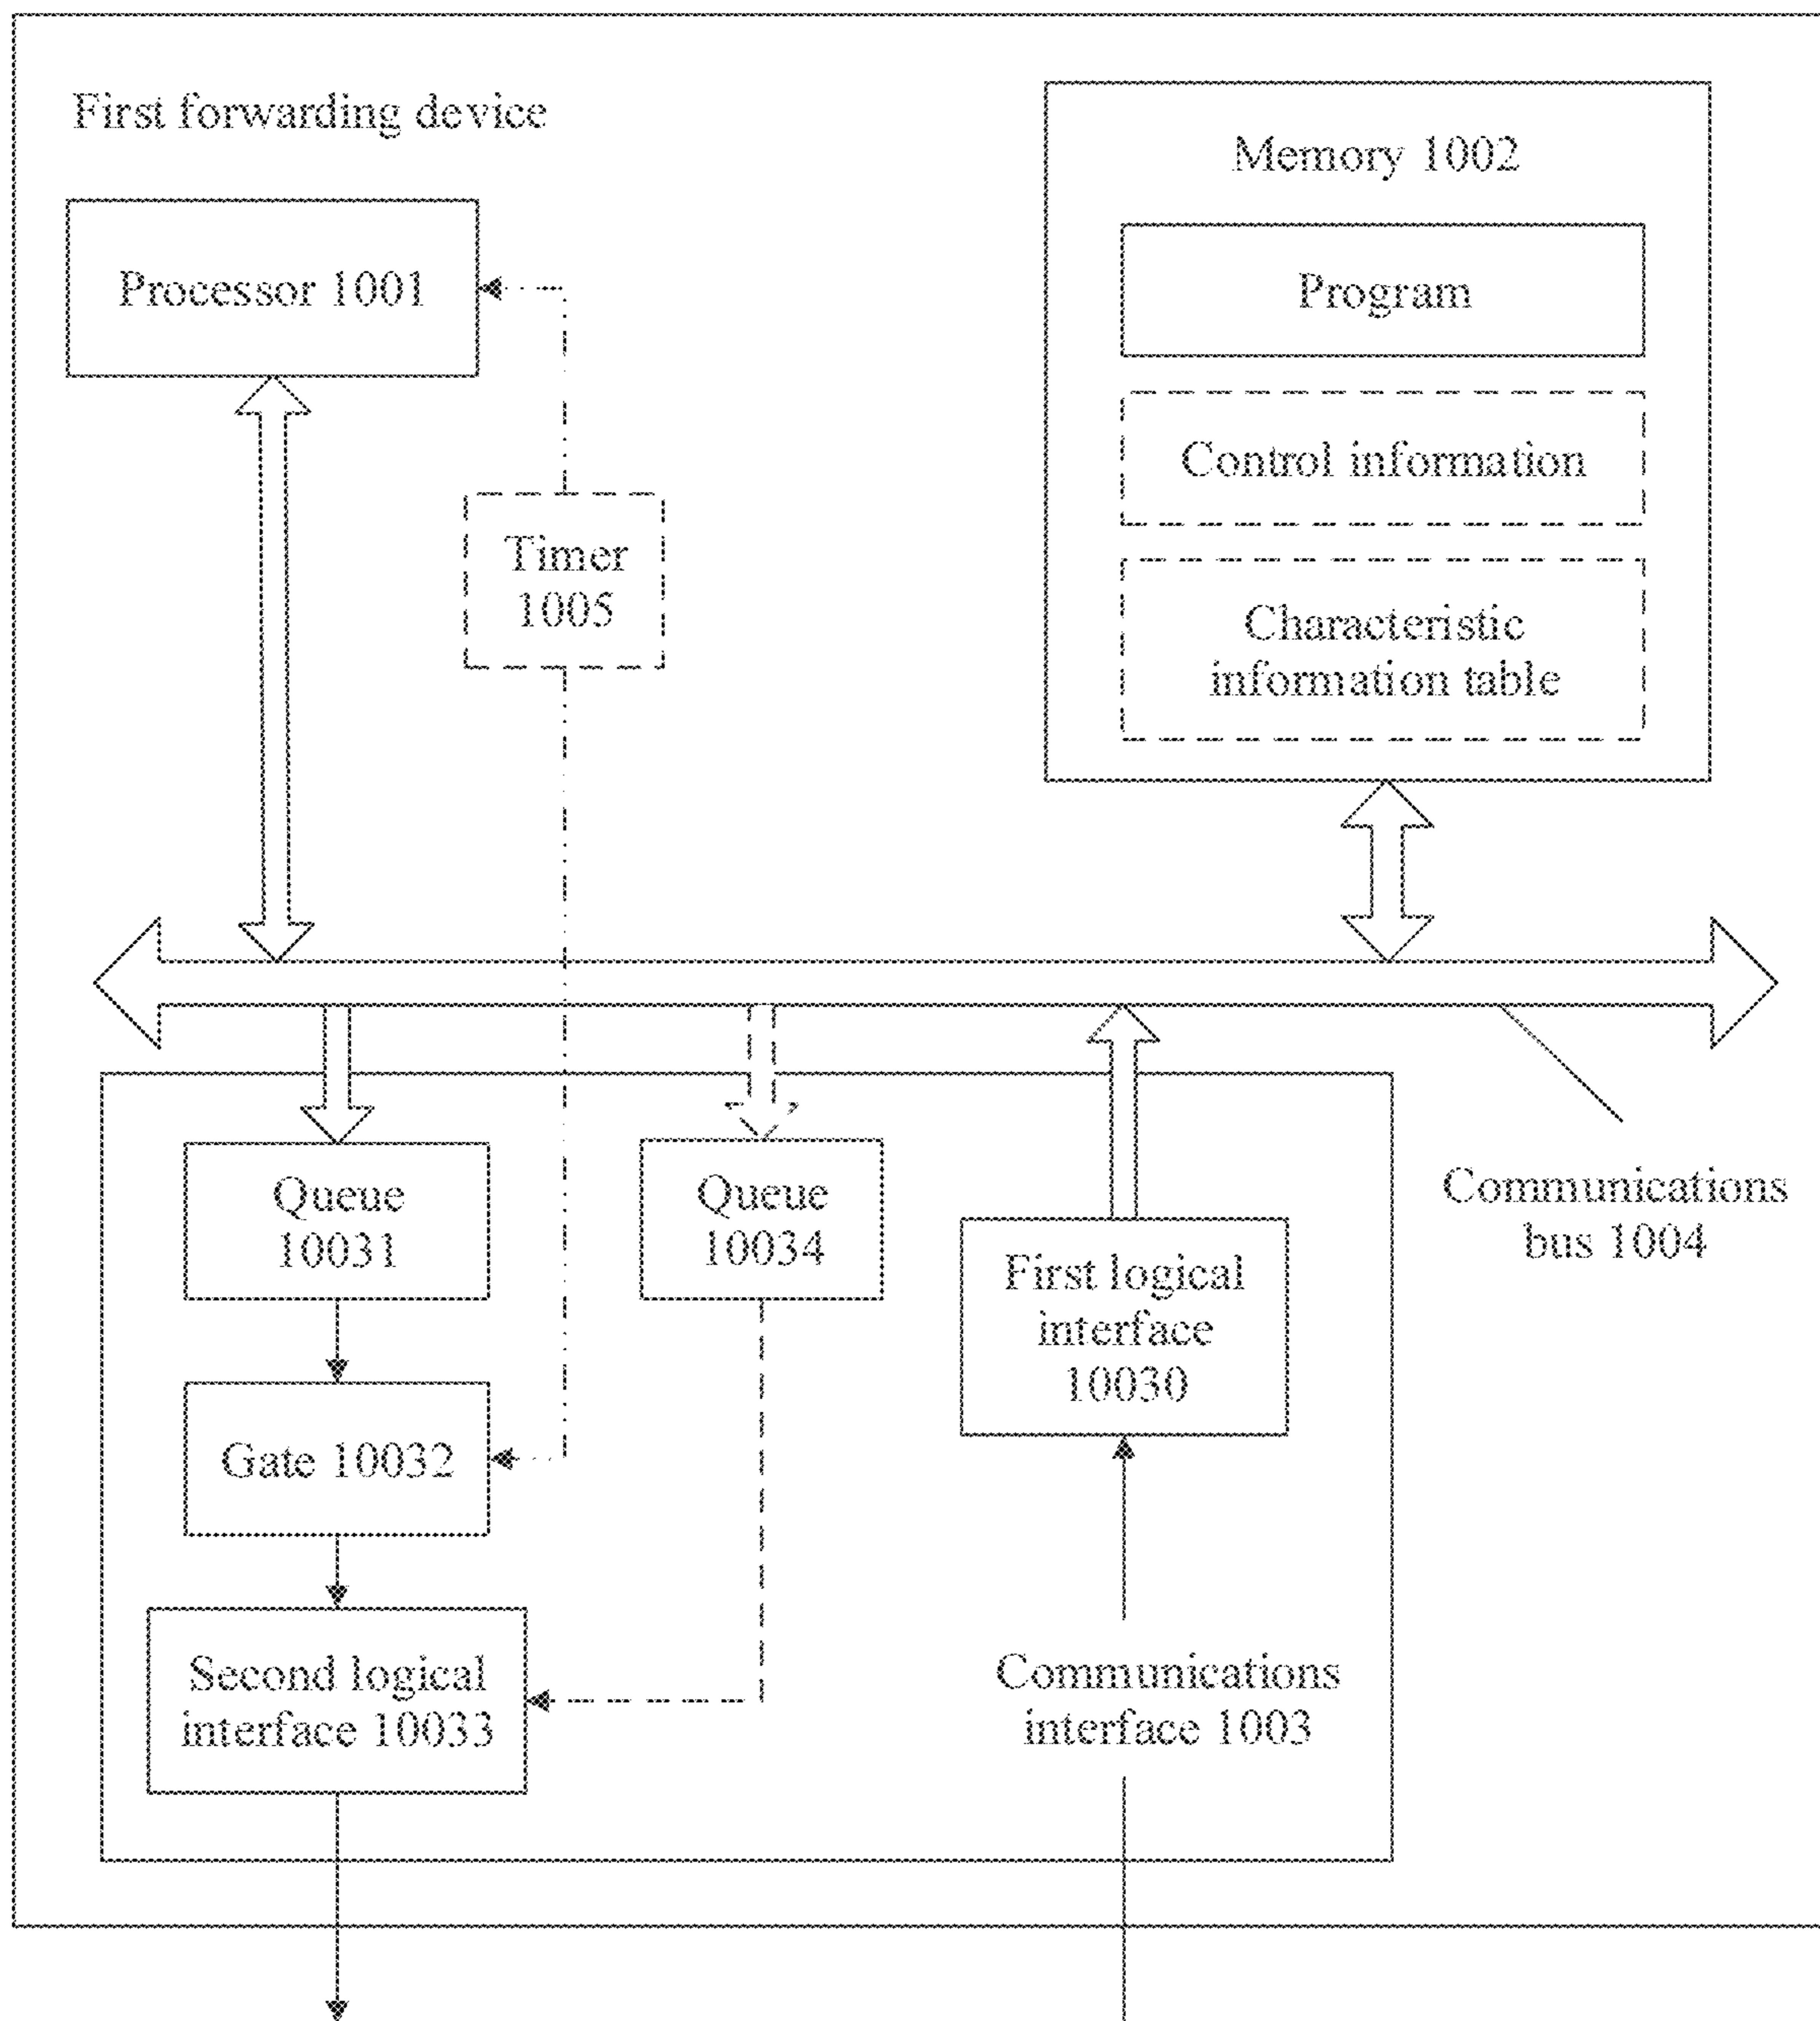 First forwarding device
Memory 1002
Processor 1001
Program
Control information
Timer
1005
Characteristic
information table
Queue
10031
Queue
10034
First logical
interface
10030
Communications
bus 1004
Gate 10032
Second logical
interface 10033
Communications
interface 1003